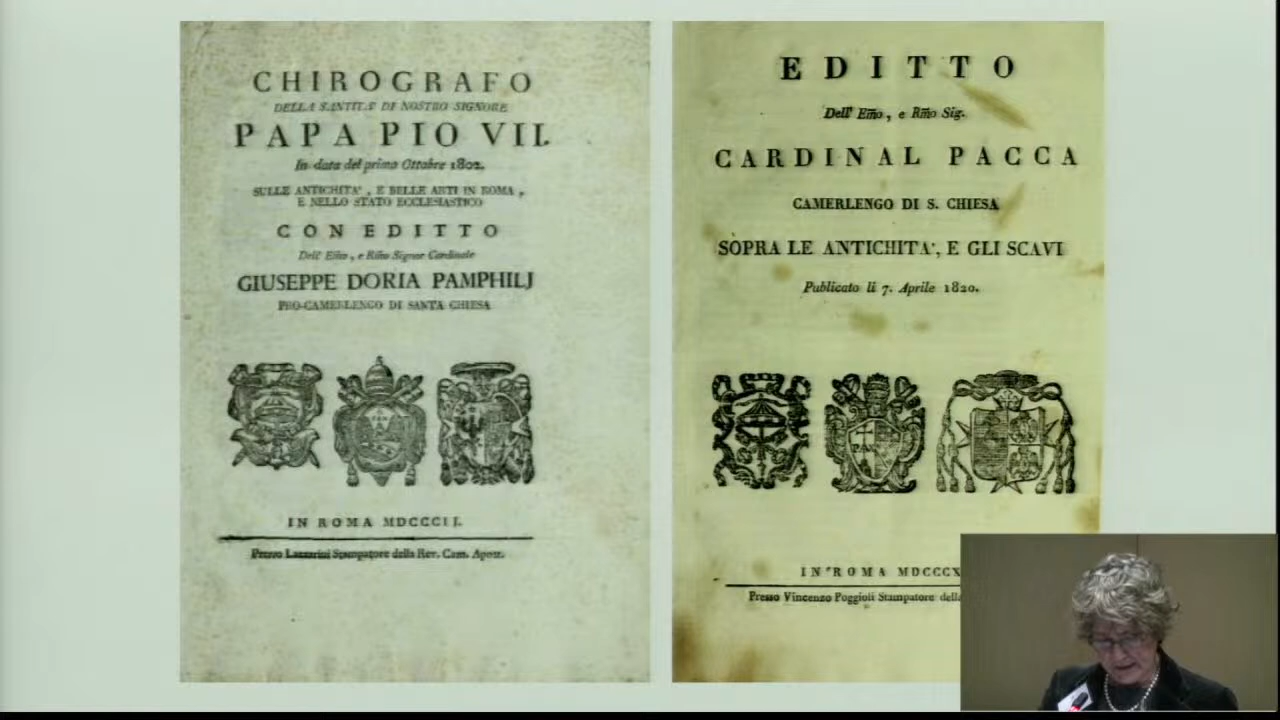 CHIROGRAFO
DELLA SANTITA' DI NOSTRO SIGNORE
PAPA PIO VII.
In data del primo Ottobre 1802.
SULLE ANTICHITA', E BELLE ARTI IN ROMA,
E NELLO STATO ECCLESIASTICO
CON EDITTO
Dell' Emo, e Rmo Signor Cardinale
GIUSEPPE DORIA PAMPHILJ
PRO-CAMERLENGO DI SANTA CHIESA
IN ROMA MDCCCII.
Presso Lazzarini Stampatore della Rev. Cam. Apost.
EDITTO
Dell' Emo, e Rmo Sig.
CARDINAL PACCA
CAMERLENGO DI S. CHIESA
SOPRA LE ANTICHITA', E GLI SCAVI
Publicato li 7. Aprile 1820.
IN ROMA MDCCCX
Presso Vincenzo Poggioli Stampatore della